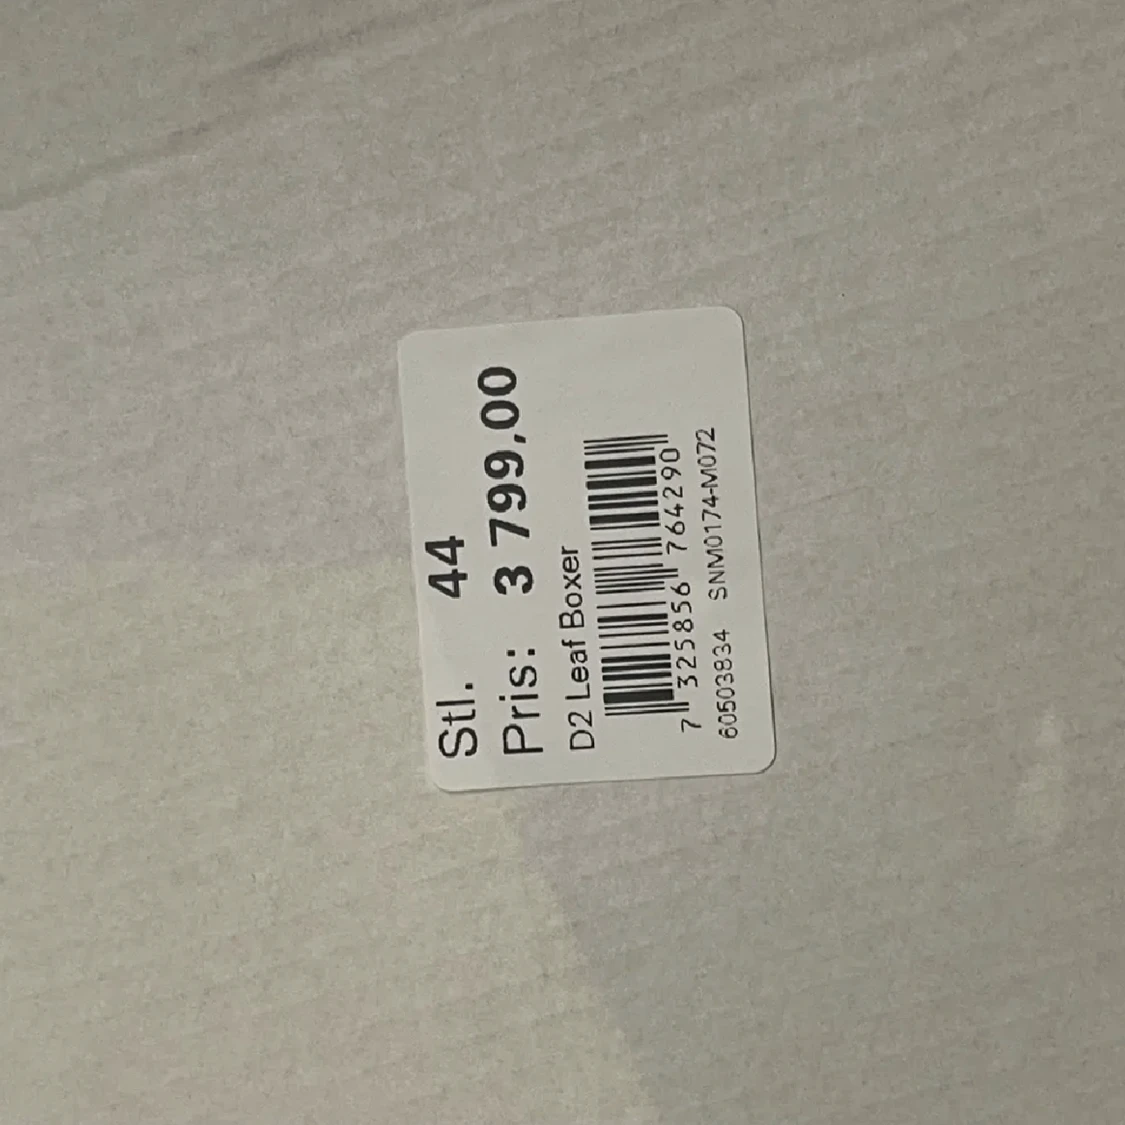 Stl. 44
Pris: 3 799,00
D2 Leaf Boxer
7 325856 764290
60503834 SNM0174-M072